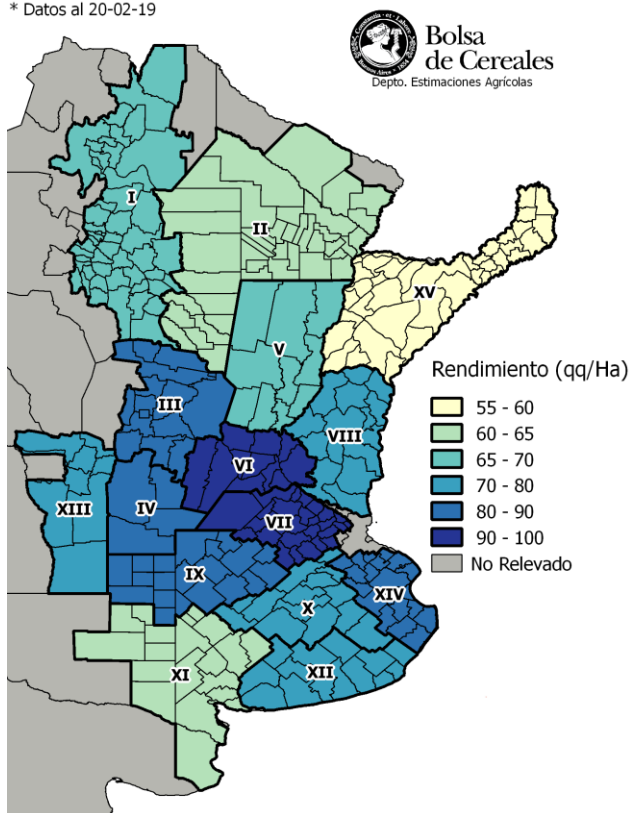 * Datos al 20-02-19
Bolsa
de Cereales
Depto. Estimaciones Agrícolas
I
II
XV
V
Rendimiento (qq/Ha)
55 - 60
60 - 65
65 - 70
70 - 80
80 - 90
90 - 100
No Relevado
III
VIII
VI
XIII
IV
VII
IX
XIV
X
XI
XII